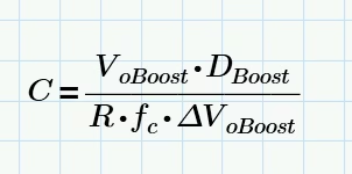 C = (V_oBoost · D_Boost) / (R · f_c · ΔV_oBoost)